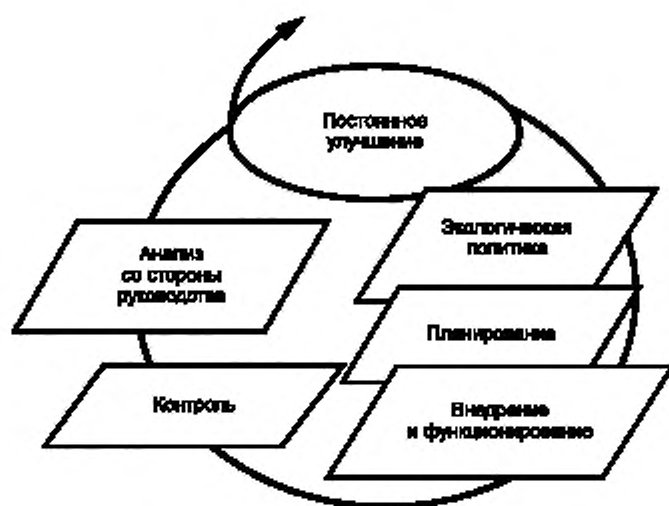 Постоянное
улучшение
Экологическая
политика
Планирование
Внедрение
и функционирование
Контроль
Анализ
со стороны
руководства